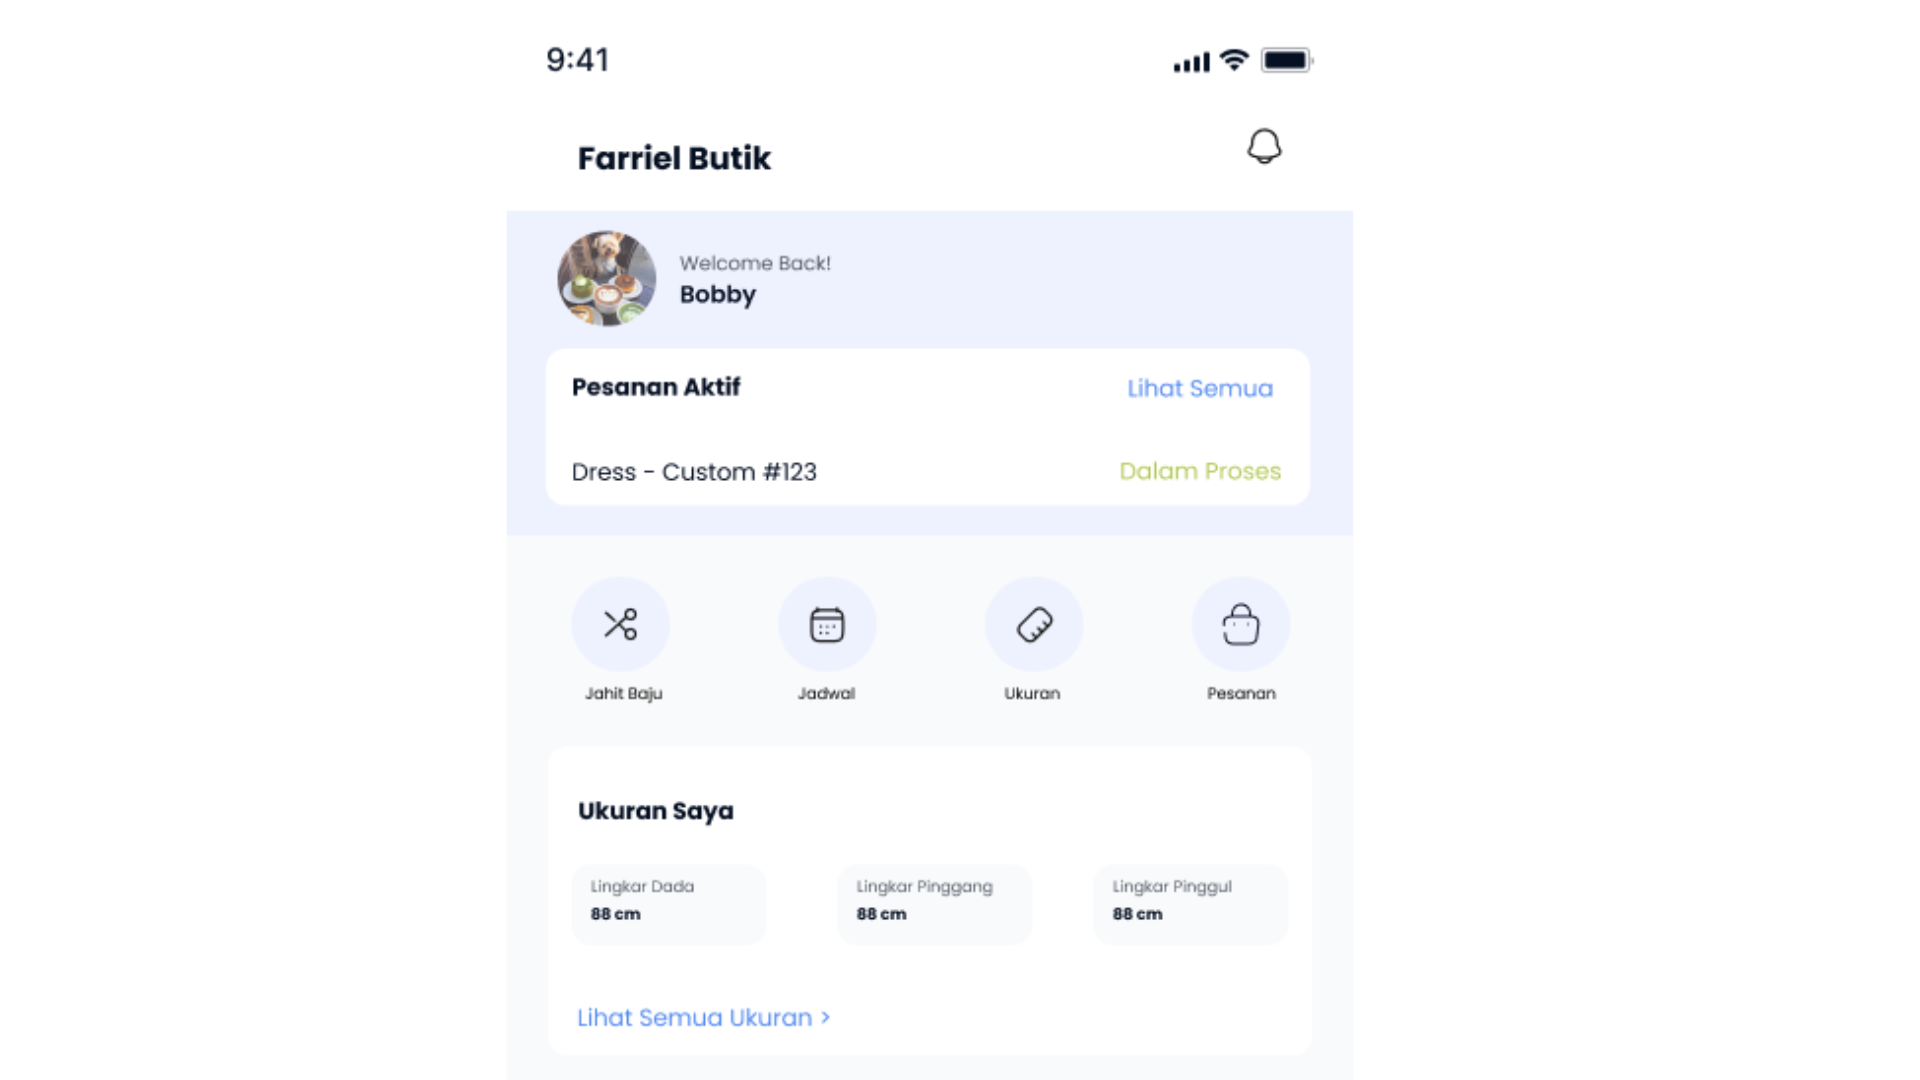 9:41
Farriel Butik
Welcome Back!
Bobby
Pesanan Aktif
Lihat Semua
Dress - Custom #123
Dalam Proses
Jahit Baju
Jadwal
Ukuran
Pesanan
Ukuran Saya
Lingkar Dada
88 cm
Lingkar Pinggang
88 cm
Lingkar Pinggul
88 cm
Lihat Semua Ukuran >